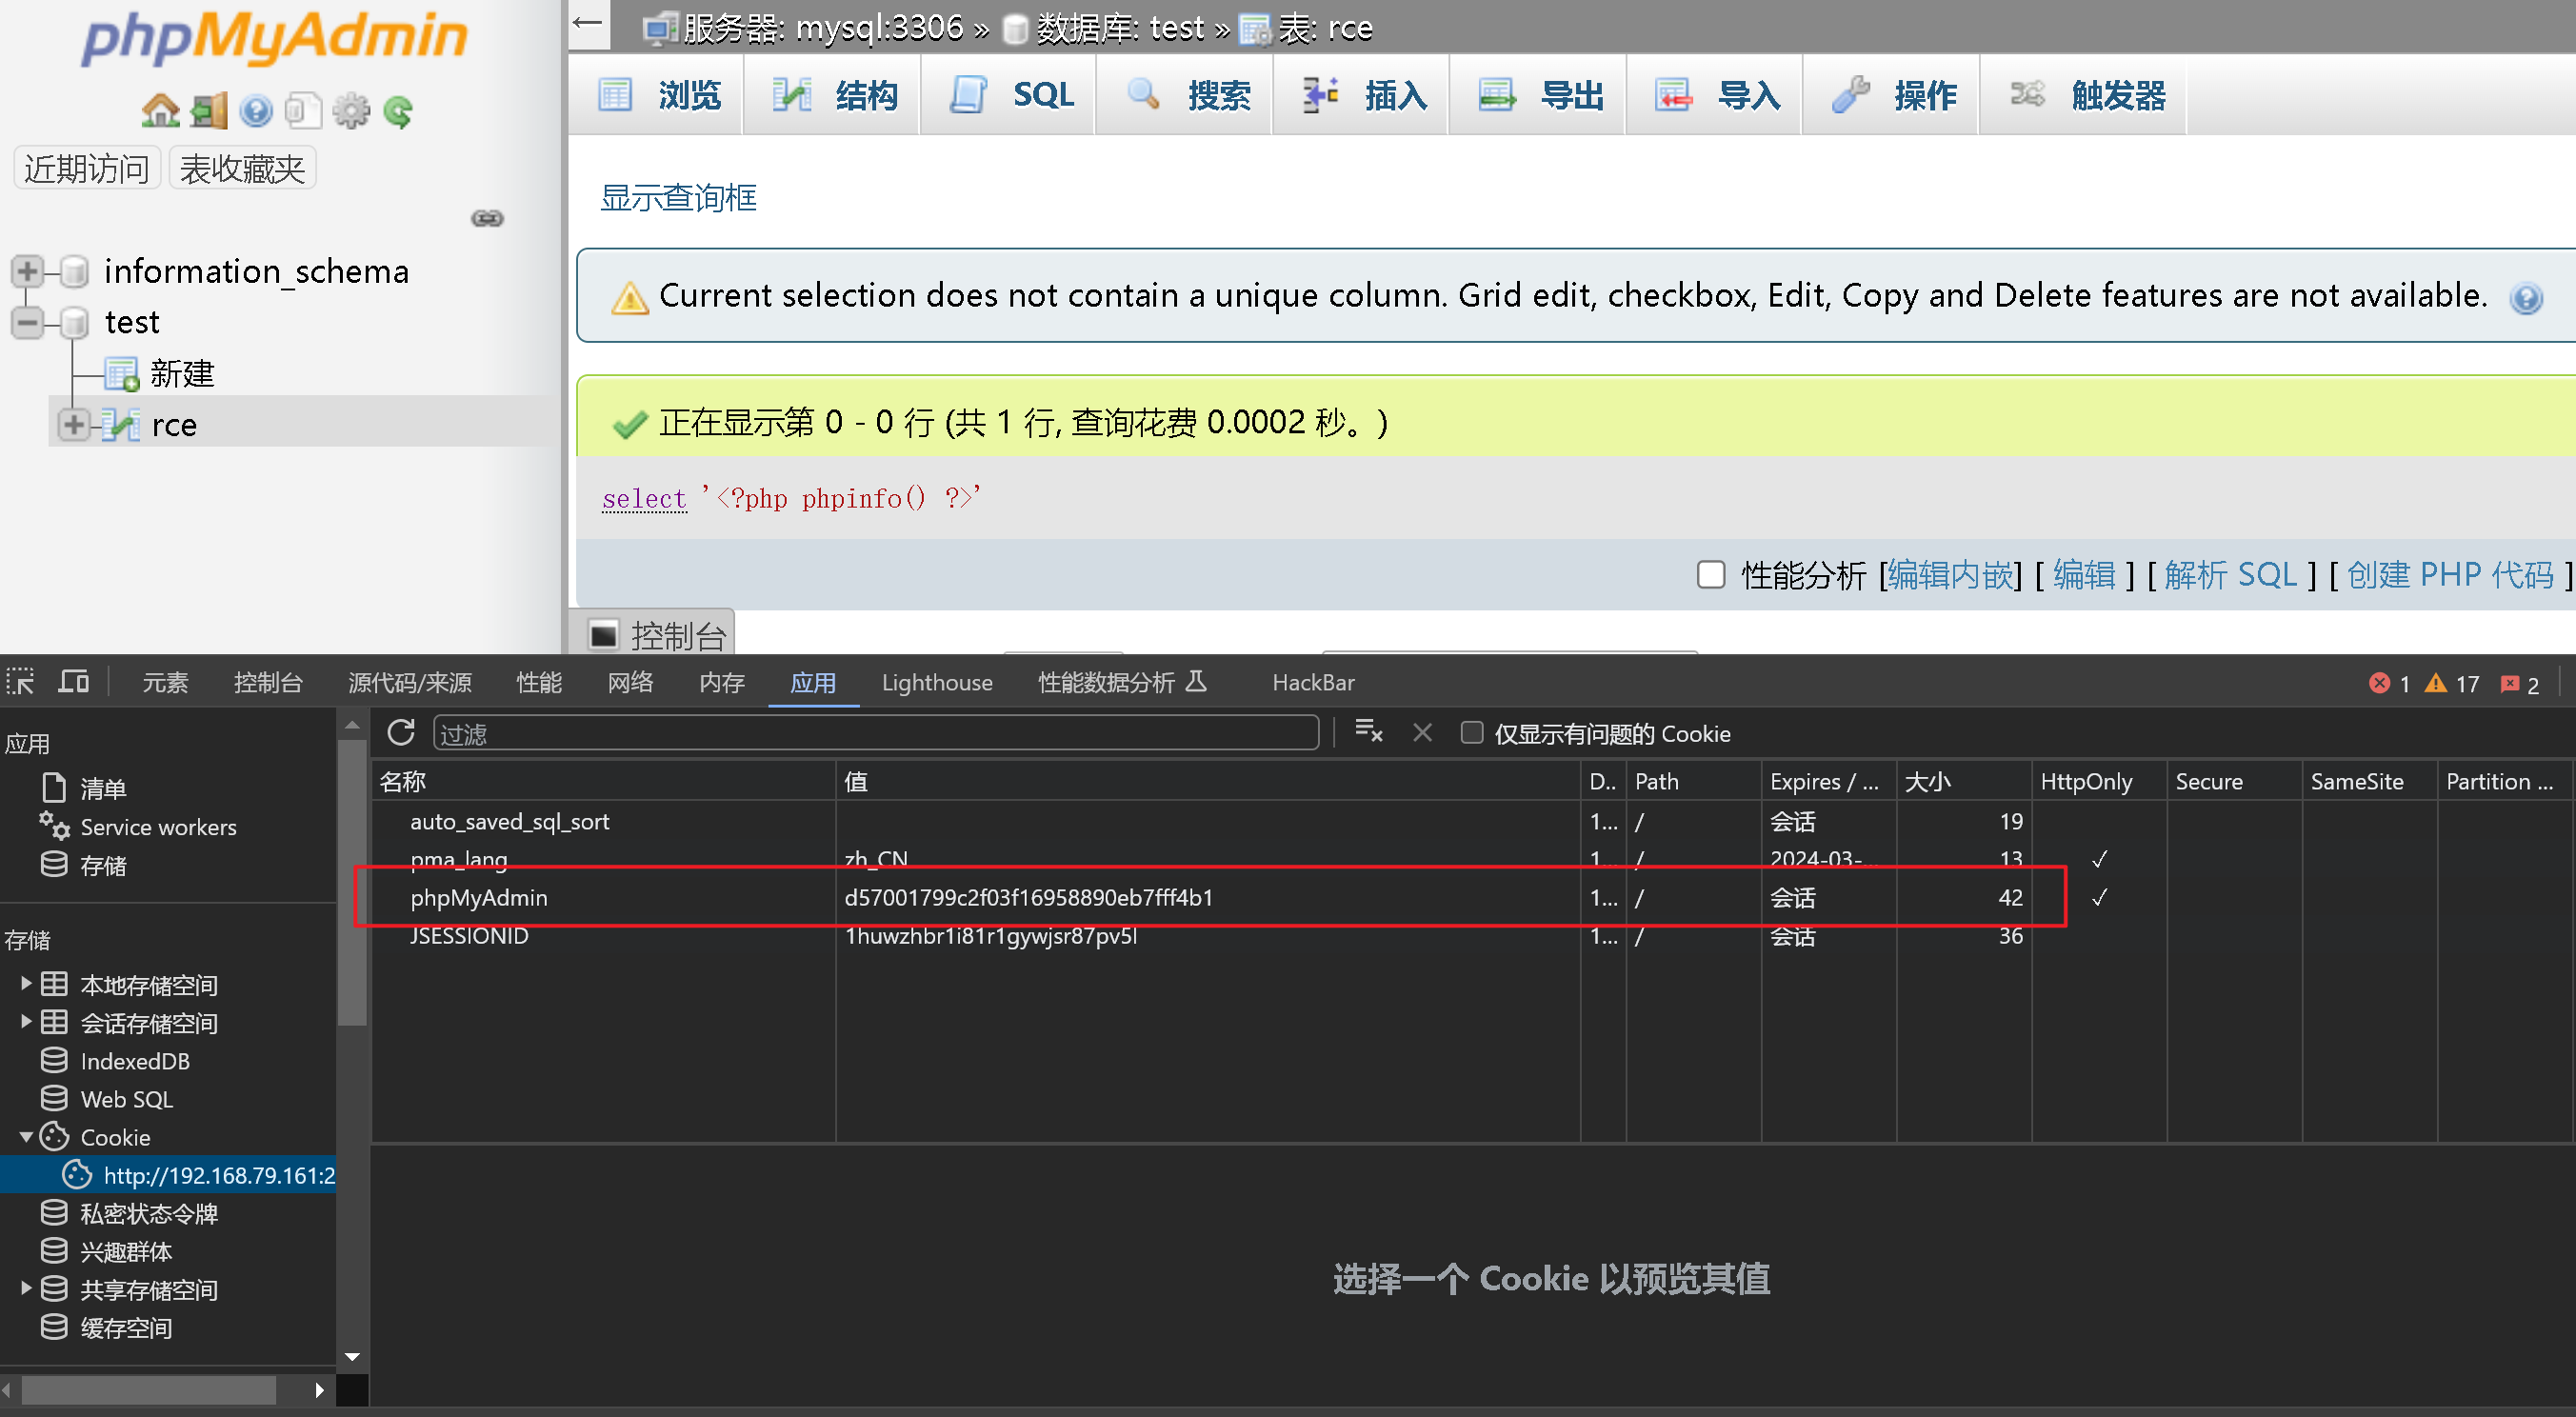 phpMyAdmin
近期访问 表收藏夹
information_schema
test
新建
rce
服务器: mysql:3306 » 数据库: test » 表: rce
浏览 结构 SQL 搜索 插入 导出 导入 操作 触发器
显示查询框
Current selection does not contain a unique column. Grid edit, checkbox, Edit, Copy and Delete features are not available.
正在显示第 0 - 0 行 (共 1 行, 查询花费 0.0002 秒。)
select '<?php phpinfo() ?>'
性能分析 [编辑内嵌] [ 编辑 ] [ 解析 SQL ] [ 创建 PHP 代码 ]
控制台
元素 控制台 源代码/来源 性能 网络 内存 应用 Lighthouse 性能数据分析 HackBar 1 17 2
应用
清单
Service workers
存储
存储
本地存储空间
会话存储空间
IndexedDB
Web SQL
Cookie
http://192.168.79.161:2
私密状态令牌
兴趣群体
共享存储空间
缓存空间
过滤 仅显示有问题的 Cookie
名称 值 D.. Path Expires / ... 大小 HttpOnly Secure SameSite Partition ...
auto_saved_sql_sort 1... / 会话 19
pma_lang zh_CN 1... / 2024-03-... 13 ✓
phpMyAdmin d57001799c2f03f16958890eb7fff4b1 1... / 会话 42 ✓
JSESSIONID 1huwzhbr1i81r1gywjsr87pv5l 1... / 会话 36
选择一个 Cookie 以预览其值